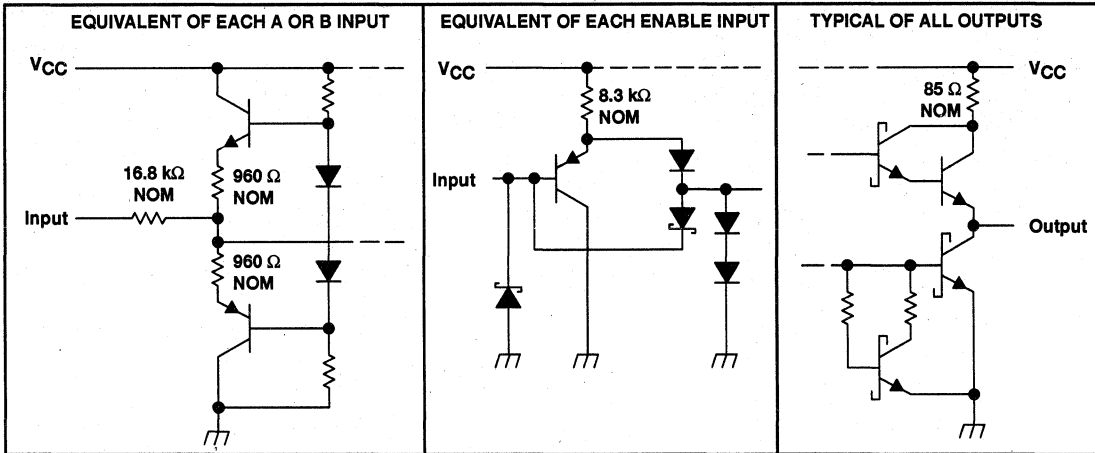 EQUIVALENT OF EACH A OR B INPUT
VCC
16.8 kΩ
NOM
960 Ω
NOM
Input
960 Ω
NOM
EQUIVALENT OF EACH ENABLE INPUT
VCC
8.3 kΩ
NOM
Input
TYPICAL OF ALL OUTPUTS
VCC
85 Ω
NOM
Output